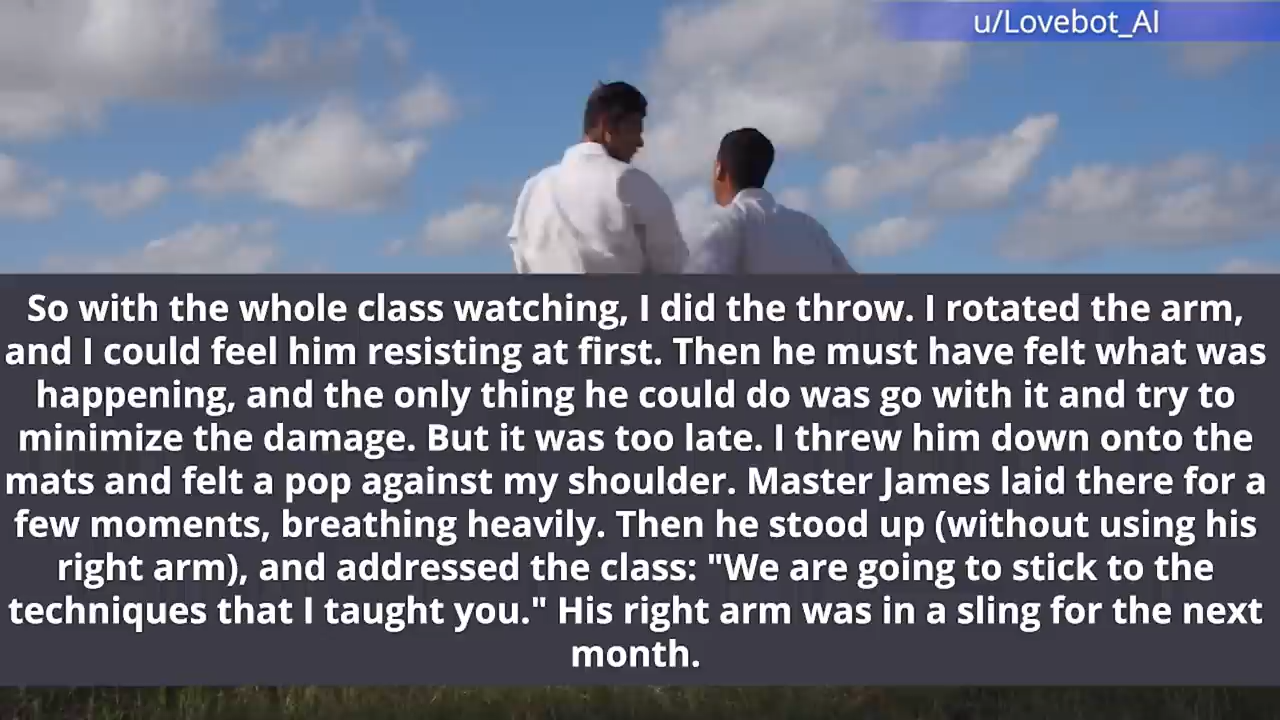 u/Lovebot_AI
So with the whole class watching, I did the throw. I rotated the arm,
and I could feel him resisting at first. Then he must have felt what was
happening, and the only thing he could do was go with it and try to
minimize the damage. But it was too late. I threw him down onto the
mats and felt a pop against my shoulder. Master James laid there for a
few moments, breathing heavily. Then he stood up (without using his
right arm), and addressed the class: "We are going to stick to the
techniques that I taught you." His right arm was in a sling for the next
month.